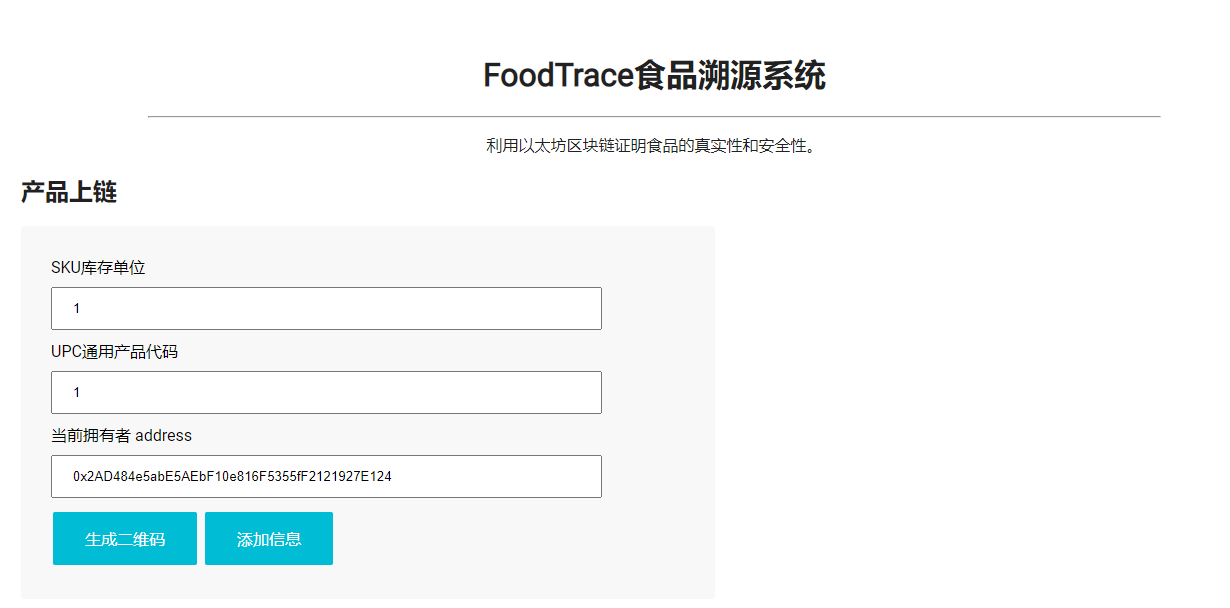 FoodTrace食品溯源系统
利用以太坊区块链证明食品的真实性和安全性。
产品上链
SKU库存单位
1
UPC通用产品代码
1
当前拥有者 address
0x2AD484e5abE5AEbF10e816F5355fF2121927E124
生成二维码 添加信息